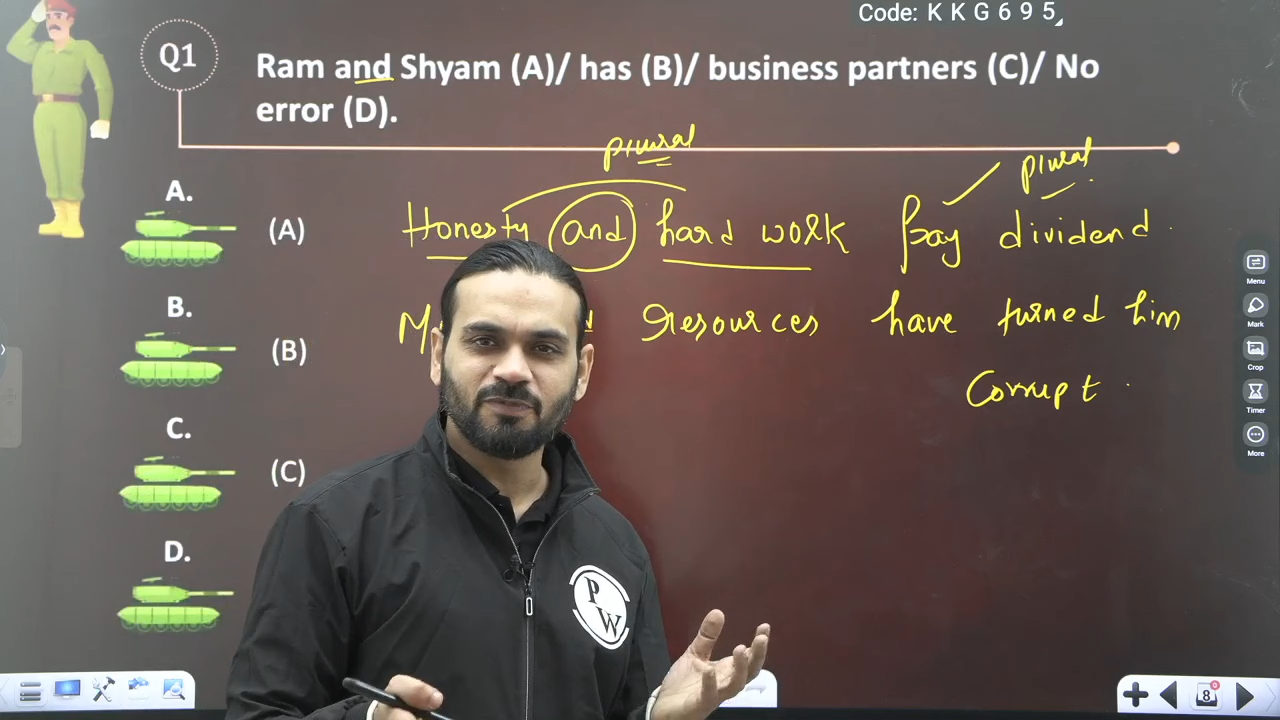 Code: K K G 6 9 5
Q1
Ram and Shyam (A)/ has (B)/ business partners (C)/ No
error (D).
plural
plural
A.
(A)
Honesty and hard work pay dividend.
B.
(B)
resources have turned him
corrupt.
C.
(C)
D.
PW
Menu
Mark
Crop
Timer
More
8
0